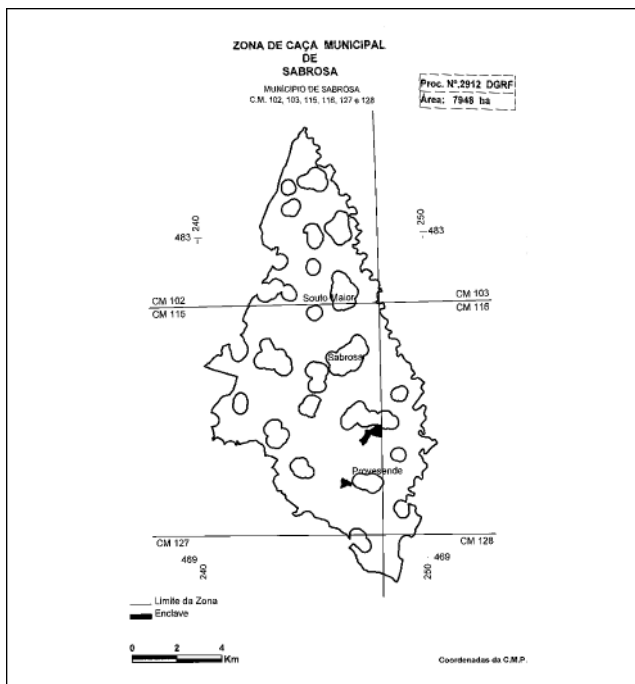 ZONA DE CAÇA MUNICIPAL
DE
SABROSA
MUNICÍPIO DE SABROSA
C.M. 102, 103, 115, 116, 127 e 128
Proc. Nº.2912 DGRF
Área: 7948 ha
240
250
483
483
Souto Maior
CM 102
CM 103
CM 115
CM 116
Sabrosa
Provesende
CM 127
CM 128
469
469
240
250
Limite da Zona
Enclave
0 2 4
Km
Coordenadas da C.M.P.